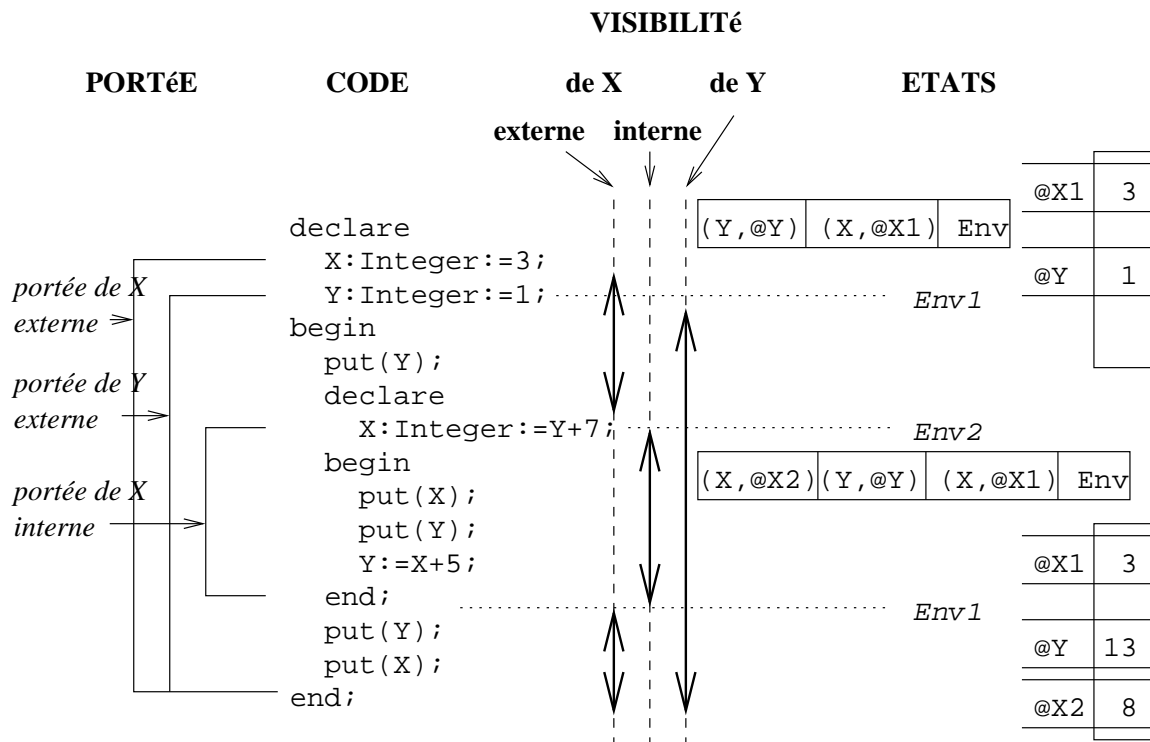 VISIBILITé
PORTéE CODE de X de Y ETATS
externe interne
@X1 3
declare
(Y,@Y) (X,@X1) Env
X:Integer:=3;
portée de X
externe
Y:Integer:=1;
Env1
@Y 1
begin
put(Y);
portée de Y
externe
declare
X:Integer:=Y+7;
Env2
begin
portée de X
interne
put(X);
(X,@X2) (Y,@Y) (X,@X1) Env
put(Y);
Y:=X+5;
@X1 3
end;
Env1
put(Y);
@Y 13
put(X);
end;
@X2 8